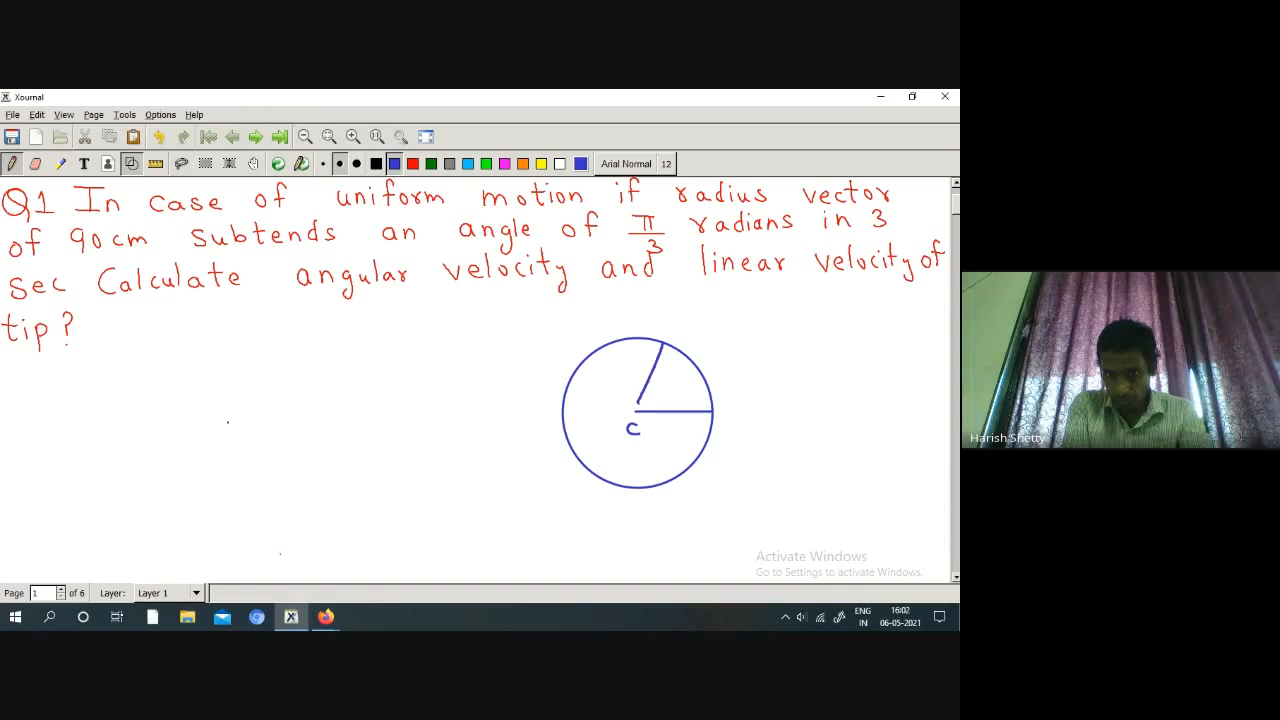 Xournal
File Edit View Page Tools Options Help
Arial Normal 12
Q1 In case of uniform motion if radius vector
of 90cm subtends an angle of π/3 radians in 3
sec Calculate angular velocity and linear velocity of
tip?
C
Harish Shetty
Activate Windows
Go to Settings to activate Windows.
Page 1 of 6 Layer: Layer 1
ENG 16:02
IN 06-05-2021